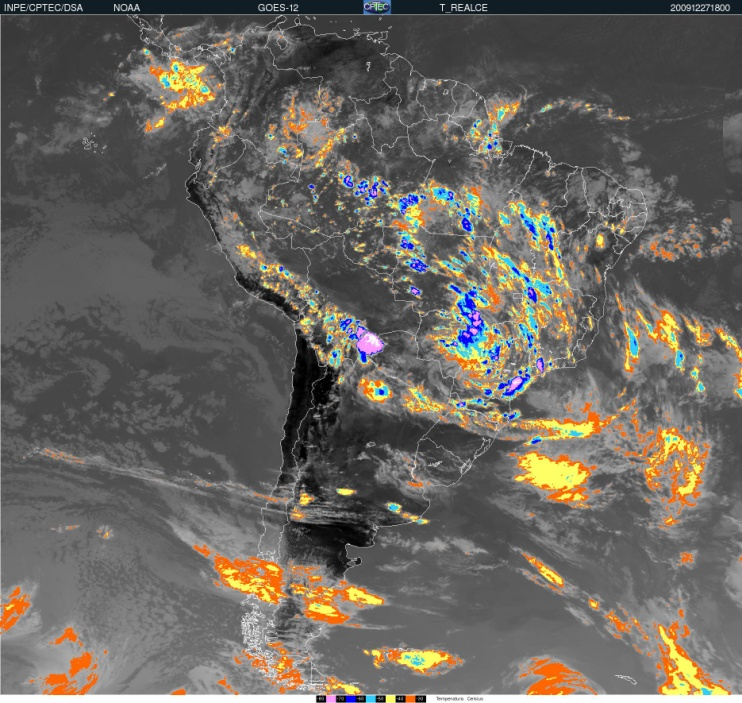 INPE/CPTEC/DSA NOAA GOES-12 CPTEC T_REALCE 200912271800
-80 -70 -60 -50 -40 -30 Temperatura Celsius